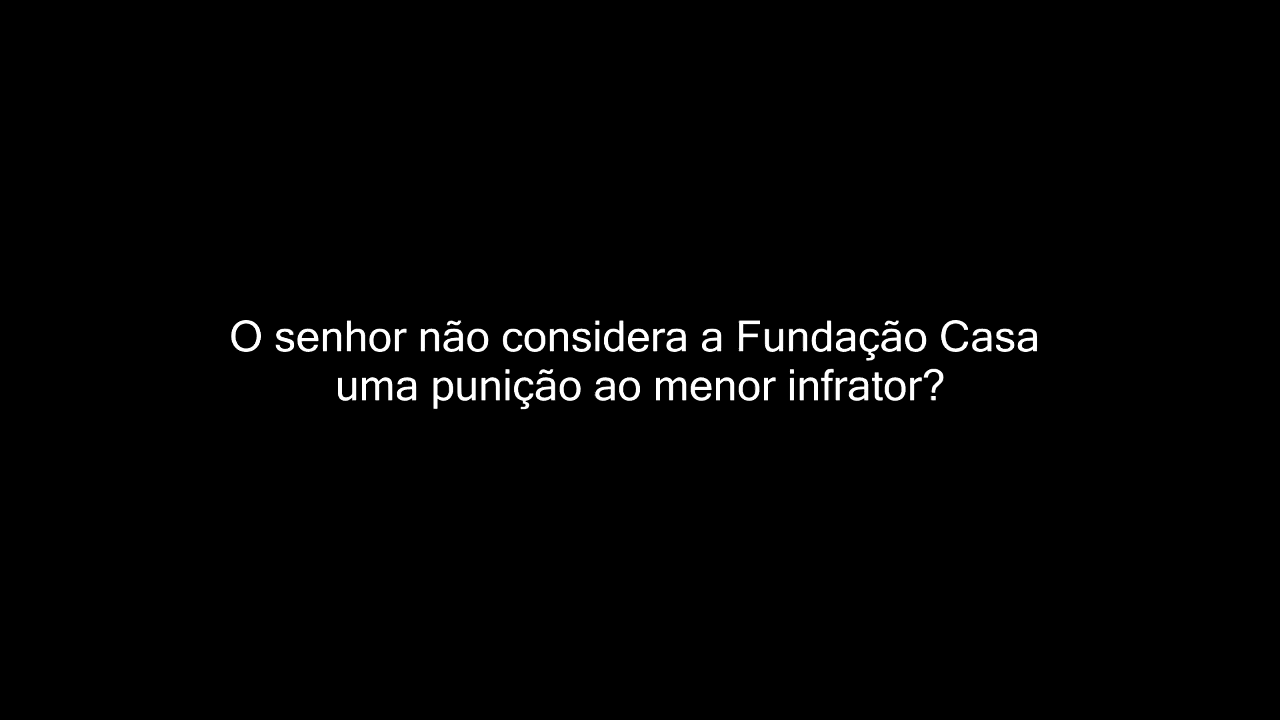 O senhor não considera a Fundação Casa
uma punição ao menor infrator?